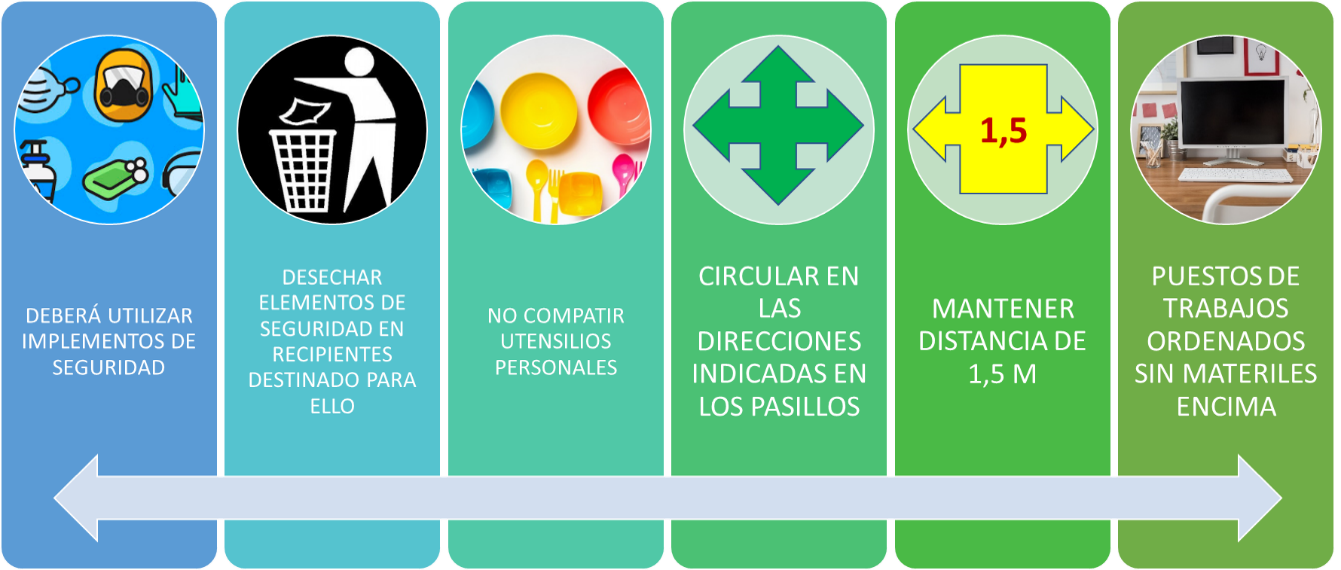 DEBERÁ UTILIZAR
IMPLEMENTOS DE
SEGURIDAD
DESECHAR
ELEMENTOS DE
SEGURIDAD EN
RECIPIENTES
DESTINADO PARA
ELLO
NO COMPATIR
UTENSILIOS
PERSONALES
CIRCULAR EN
LAS
DIRECCIONES
INDICADAS EN
LOS PASILLOS
1,5
MANTENER
DISTANCIA DE
1,5 M
PUESTOS DE
TRABAJOS
ORDENADOS
SIN MATERILES
ENCIMA